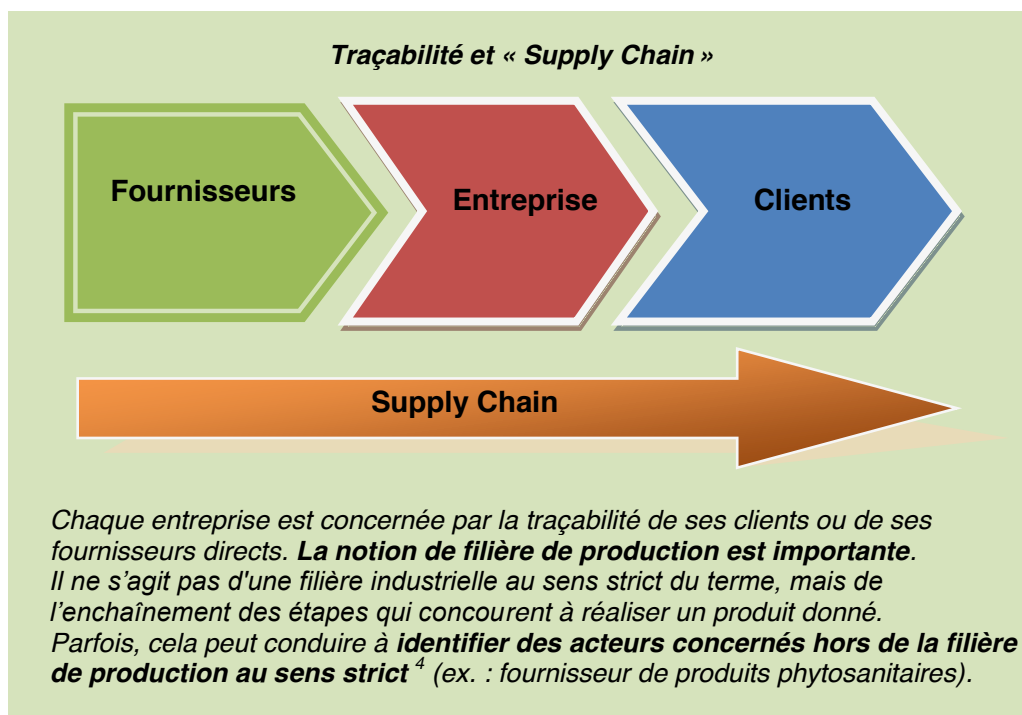 Traçabilité et « Supply Chain »
Fournisseurs
Entreprise
Clients
Supply Chain
Chaque entreprise est concernée par la traçabilité de ses clients ou de ses
fournisseurs directs. La notion de filière de production est importante.
Il ne s’agit pas d'une filière industrielle au sens strict du terme, mais de
l’enchaînement des étapes qui concourent à réaliser un produit donné.
Parfois, cela peut conduire à identifier des acteurs concernés hors de la filière
de production au sens strict 4 (ex. : fournisseur de produits phytosanitaires).